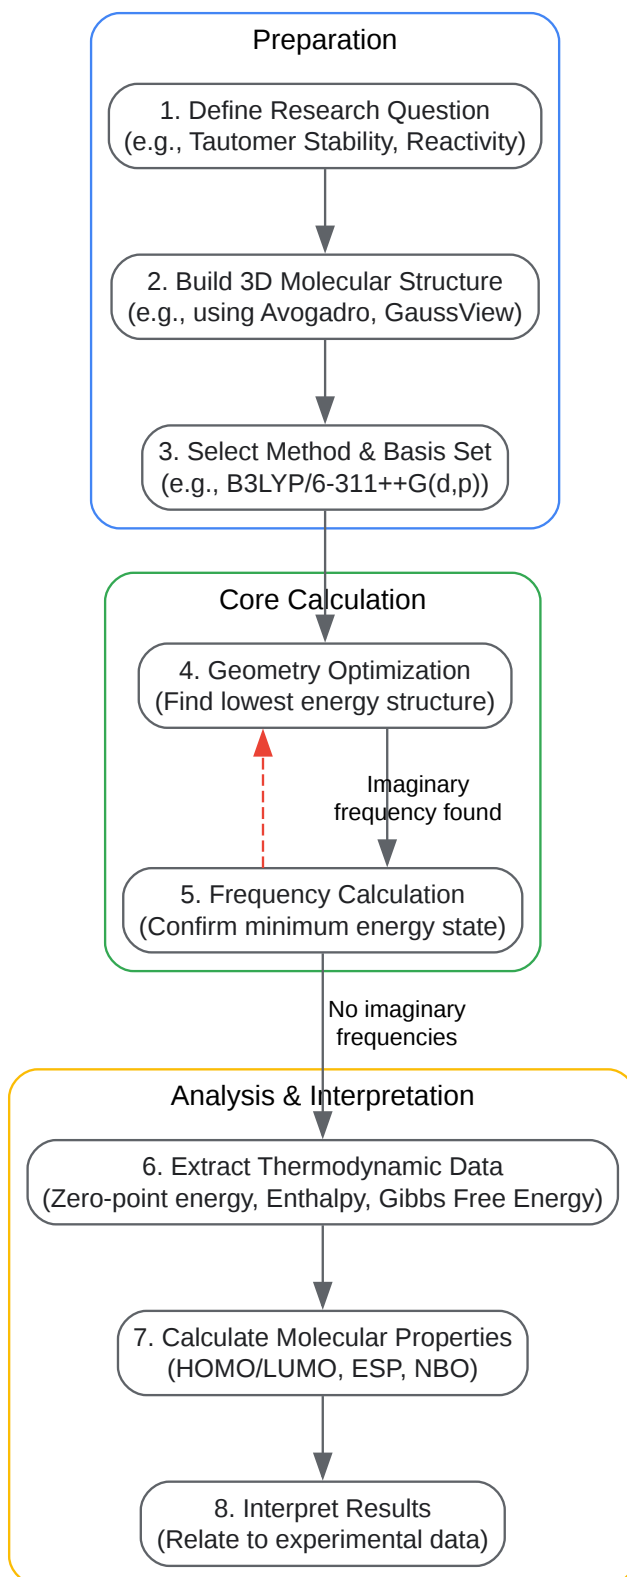 Preparation
1. Define Research Question
(e.g., Tautomer Stability, Reactivity)
2. Build 3D Molecular Structure
(e.g., using Avogadro, GaussView)
3. Select Method & Basis Set
(e.g., B3LYP/6-311++G(d,p))
Core Calculation
4. Geometry Optimization
(Find lowest energy structure)
Imaginary
frequency found
5. Frequency Calculation
(Confirm minimum energy state)
No imaginary
frequencies
Analysis & Interpretation
6. Extract Thermodynamic Data
(Zero-point energy, Enthalpy, Gibbs Free Energy)
7. Calculate Molecular Properties
(HOMO/LUMO, ESP, NBO)
8. Interpret Results
(Relate to experimental data)